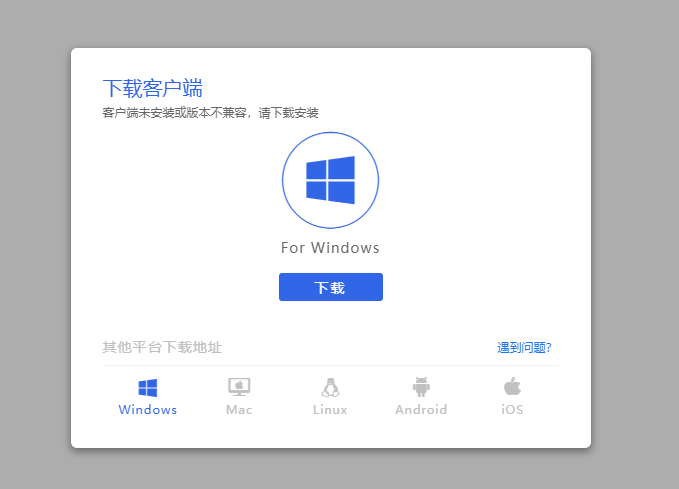 下载客户端
客户端未安装或版本不兼容，请下载安装
For Windows
下载
其他平台下载地址 遇到问题？
Windows Mac Linux Android iOS